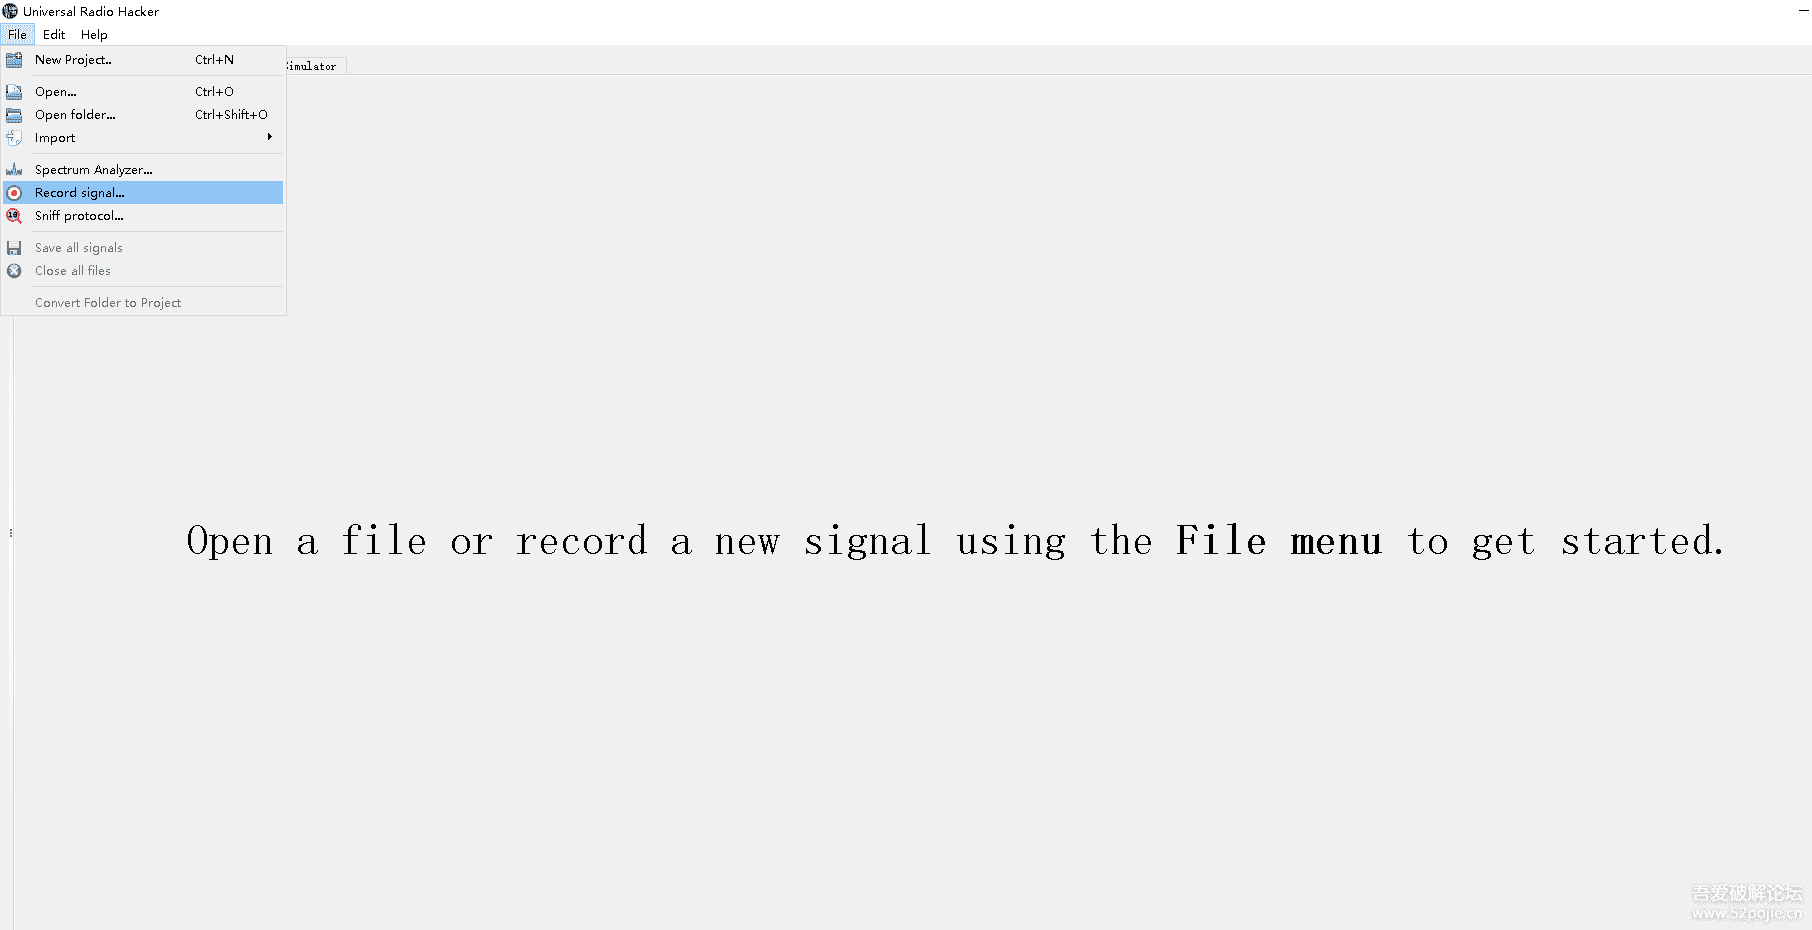 Universal Radio Hacker
File Edit Help
New Project.. Ctrl+N
Simulator
Open... Ctrl+O
Open folder... Ctrl+Shift+O
Import
Spectrum Analyzer...
Record signal...
Sniff protocol...
Save all signals
Close all files
Convert Folder to Project
Open a file or record a new signal using the File menu to get started.
吾爱破解论坛
www.52pojie.cn